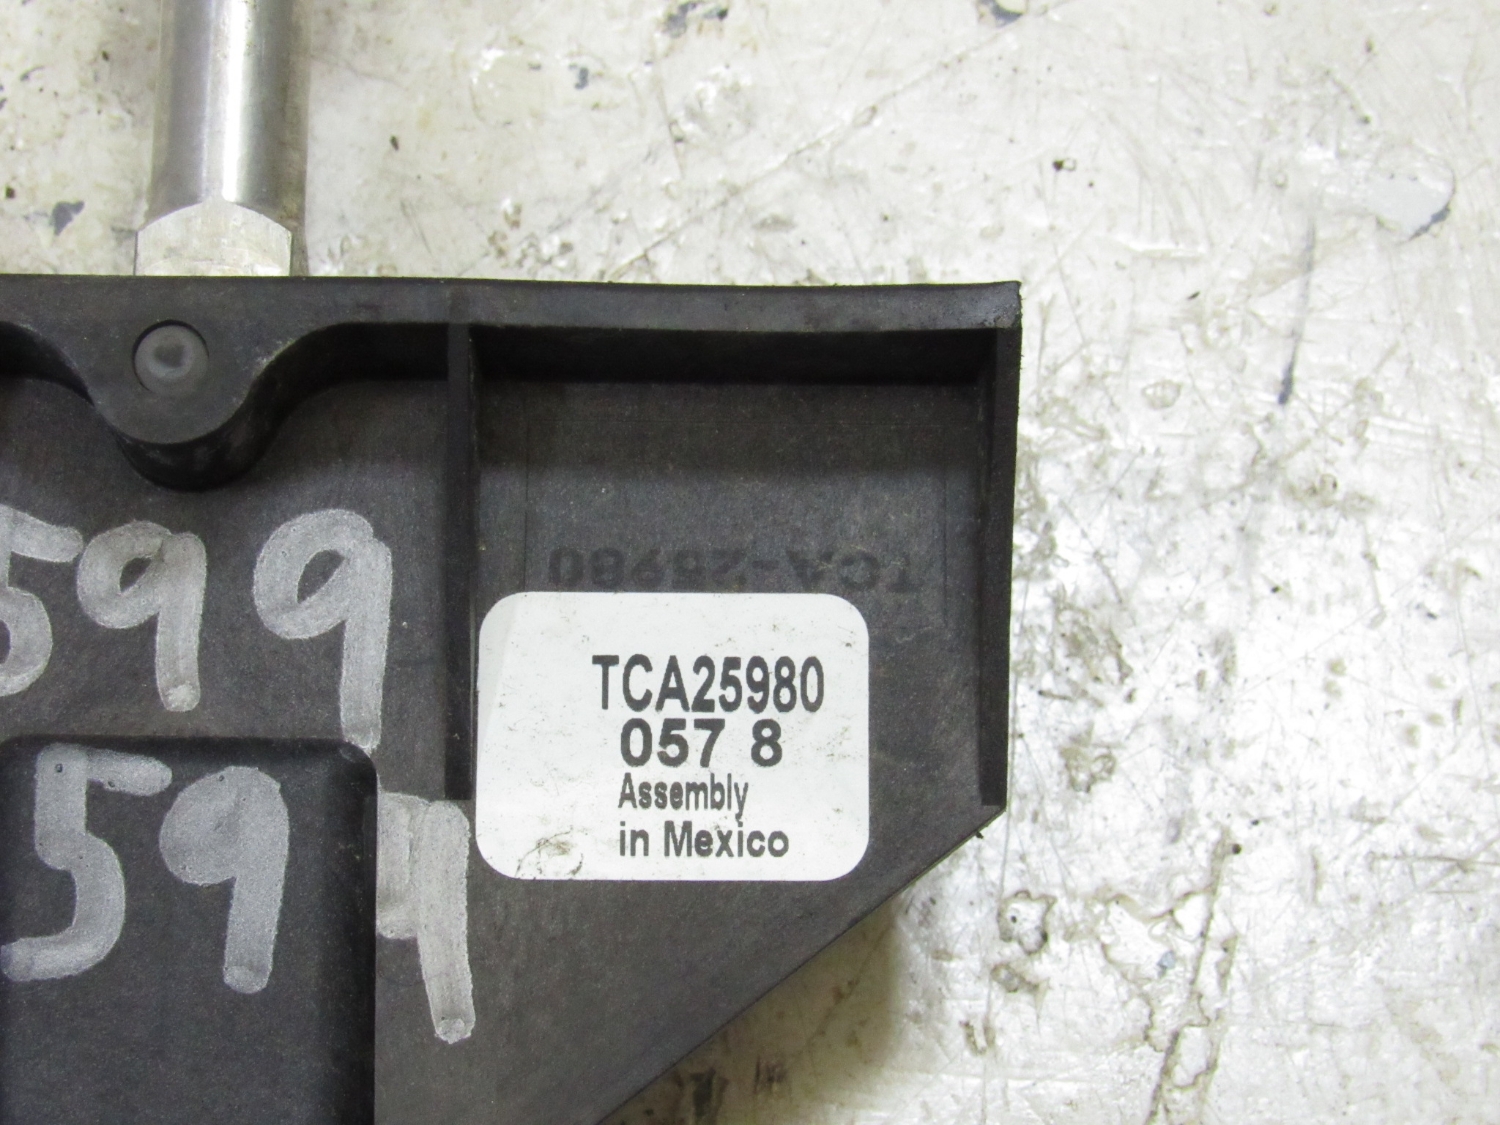 TCA-25980
599
TCA25980
057 8
Assembly
in Mexico
599